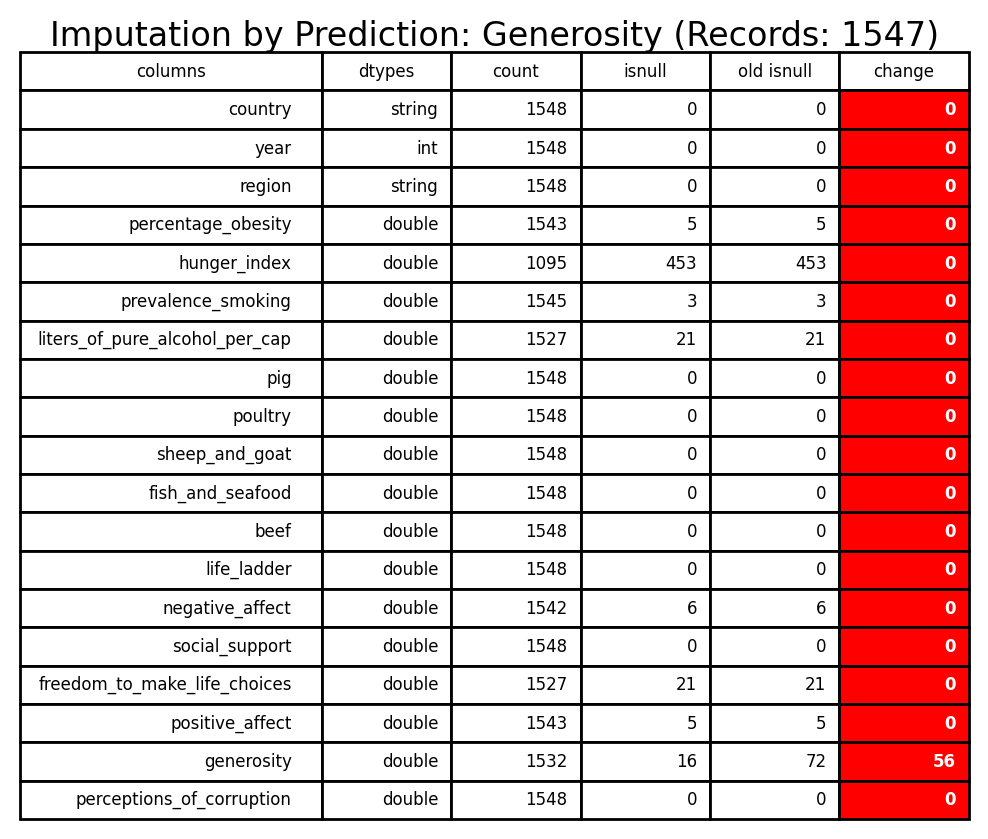 Imputation by Prediction: Generosity (Records: 1547)
columns dtypes count isnull old isnull change
country string 1548 0 0 0
year int 1548 0 0 0
region string 1548 0 0 0
percentage_obesity double 1543 5 5 0
hunger_index double 1095 453 453 0
prevalence_smoking double 1545 3 3 0
liters_of_pure_alcohol_per_cap double 1527 21 21 0
pig double 1548 0 0 0
poultry double 1548 0 0 0
sheep_and_goat double 1548 0 0 0
fish_and_seafood double 1548 0 0 0
beef double 1548 0 0 0
life_ladder double 1548 0 0 0
negative_affect double 1542 6 6 0
social_support double 1548 0 0 0
freedom_to_make_life_choices double 1527 21 21 0
positive_affect double 1543 5 5 0
generosity double 1532 16 72 56
perceptions_of_corruption double 1548 0 0 0